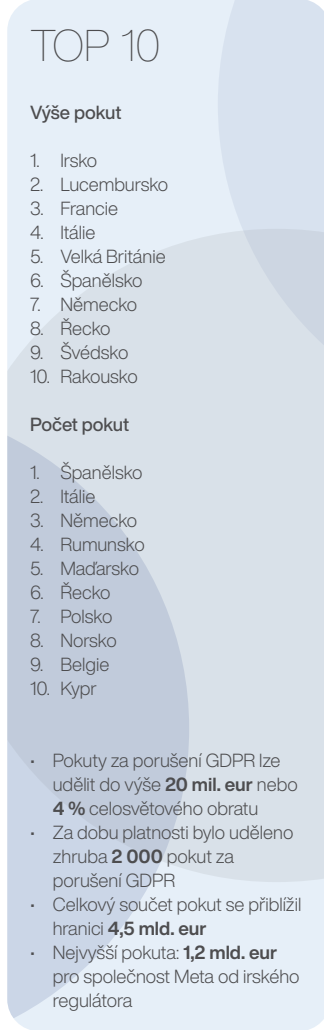 TOP 10
Výše pokut
1. Irsko
2. Lucembursko
3. Francie
4. Itálie
5. Velká Británie
6. Španělsko
7. Německo
8. Řecko
9. Švédsko
10. Rakousko
Počet pokut
1. Španělsko
2. Itálie
3. Německo
4. Rumunsko
5. Maďarsko
6. Řecko
7. Polsko
8. Norsko
9. Belgie
10. Kypr
• Pokuty za porušení GDPR lze
udělit do výše 20 mil. eur nebo
4 % celosvětového obratu
• Za dobu platnosti bylo uděleno
zhruba 2 000 pokut za
porušení GDPR
• Celkový součet pokut se přiblížil
hranici 4,5 mld. eur
• Nejvyšší pokuta: 1,2 mld. eur
pro společnost Meta od irského
regulátora